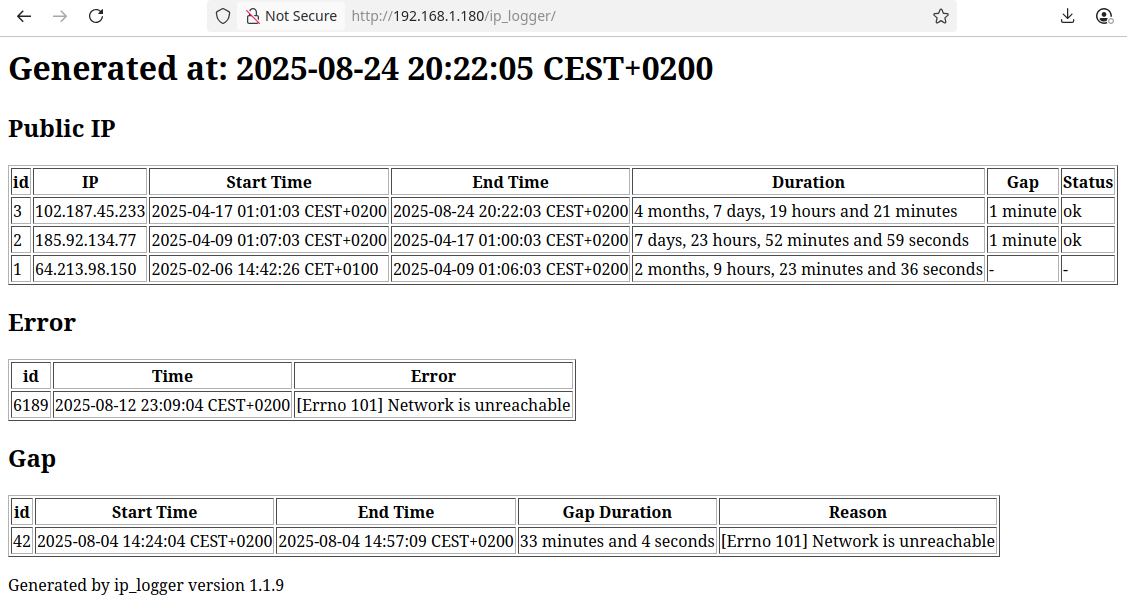 Not Secure http://192.168.1.180/ip_logger/
Generated at: 2025-08-24 20:22:05 CEST+0200
Public IP
id IP Start Time End Time Duration Gap Status
3 102.187.45.233 2025-04-17 01:01:03 CEST+0200 2025-08-24 20:22:03 CEST+0200 4 months, 7 days, 19 hours and 21 minutes 1 minute ok
2 185.92.134.77 2025-04-09 01:07:03 CEST+0200 2025-04-17 01:00:03 CEST+0200 7 days, 23 hours, 52 minutes and 59 seconds 1 minute ok
1 64.213.98.150 2025-02-06 14:42:26 CET+0100 2025-04-09 01:06:03 CEST+0200 2 months, 9 hours, 23 minutes and 36 seconds - -
Error
id Time Error
6189 2025-08-12 23:09:04 CEST+0200 [Errno 101] Network is unreachable
Gap
id Start Time End Time Gap Duration Reason
42 2025-08-04 14:24:04 CEST+0200 2025-08-04 14:57:09 CEST+0200 33 minutes and 4 seconds [Errno 101] Network is unreachable
Generated by ip_logger version 1.1.9